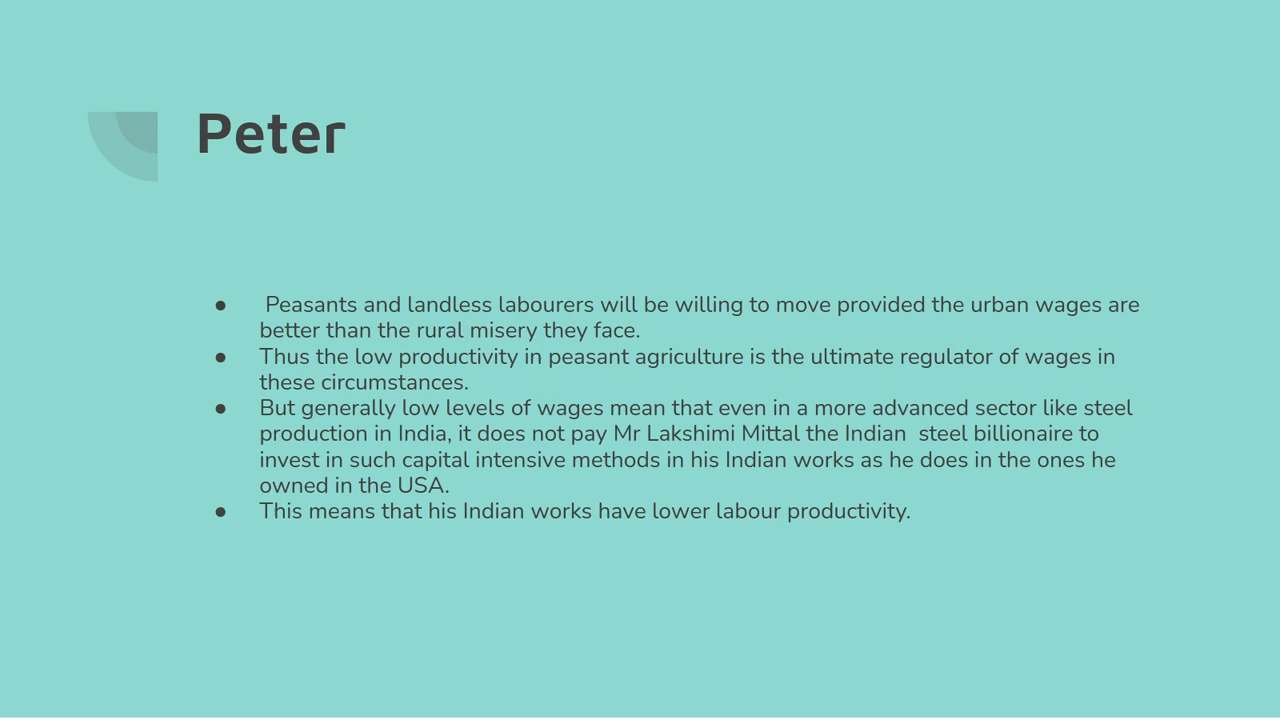 Peter
● Peasants and landless labourers will be willing to move provided the urban wages are
better than the rural misery they face.
● Thus the low productivity in peasant agriculture is the ultimate regulator of wages in
these circumstances.
● But generally low levels of wages mean that even in a more advanced sector like steel
production in India, it does not pay Mr Lakshimi Mittal the Indian  steel billionaire to
invest in such capital intensive methods in his Indian works as he does in the ones he
owned in the USA.
● This means that his Indian works have lower labour productivity.